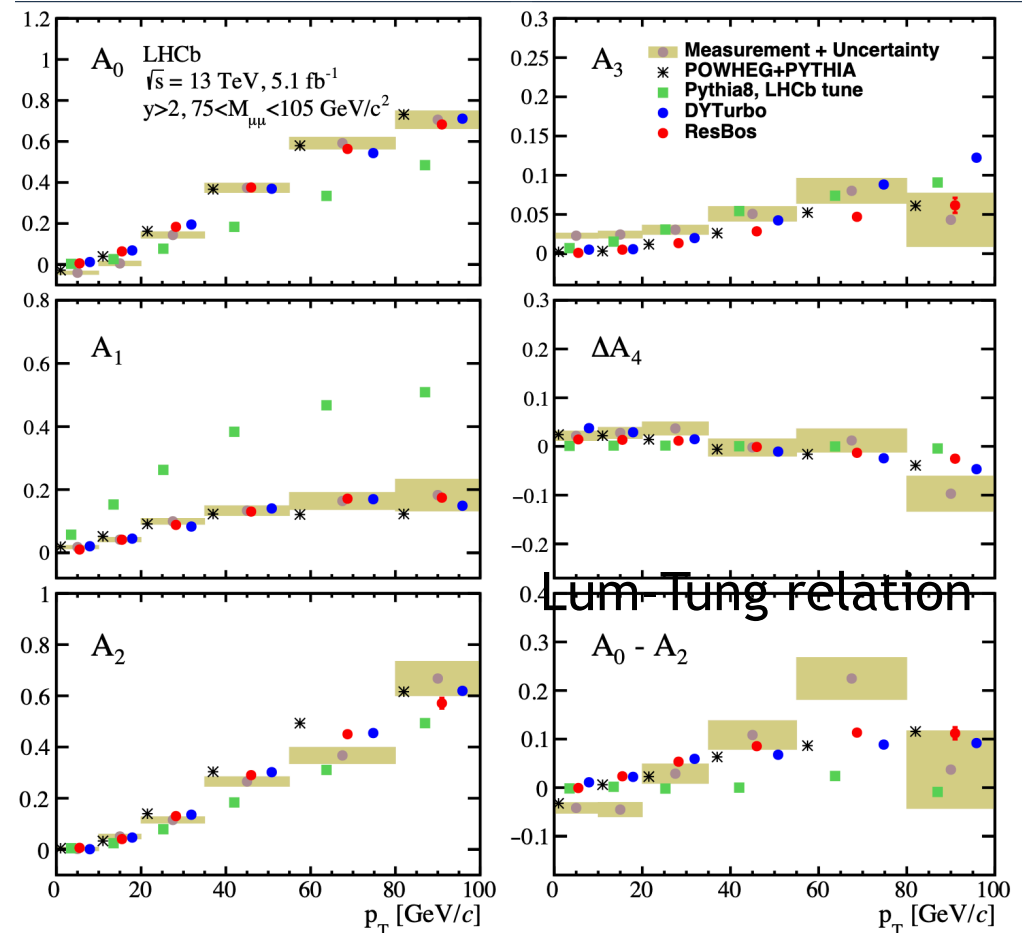 A0
LHCb
√s = 13 TeV, 5.1 fb-1
y>2, 75<Mμμ<105 GeV/c2
1.2
1
0.8
0.6
0.4
0.2
0
A3
Measurement + Uncertainty
POWHEG+PYTHIA
Pythia8, LHCb tune
DYTurbo
ResBos
0.3
0.25
0.2
0.15
0.1
0.05
0
A1
0.8
0.6
0.4
0.2
0
ΔA4
0.3
0.2
0.1
0
−0.1
−0.2
Lum-Tung relation
A2
1
0.8
0.6
0.4
0.2
0
0 20 40 60 80 100
pT [GeV/c]
A0 - A2
0.4
0.3
0.2
0.1
0
−0.1
0 20 40 60 80 100
pT [GeV/c]